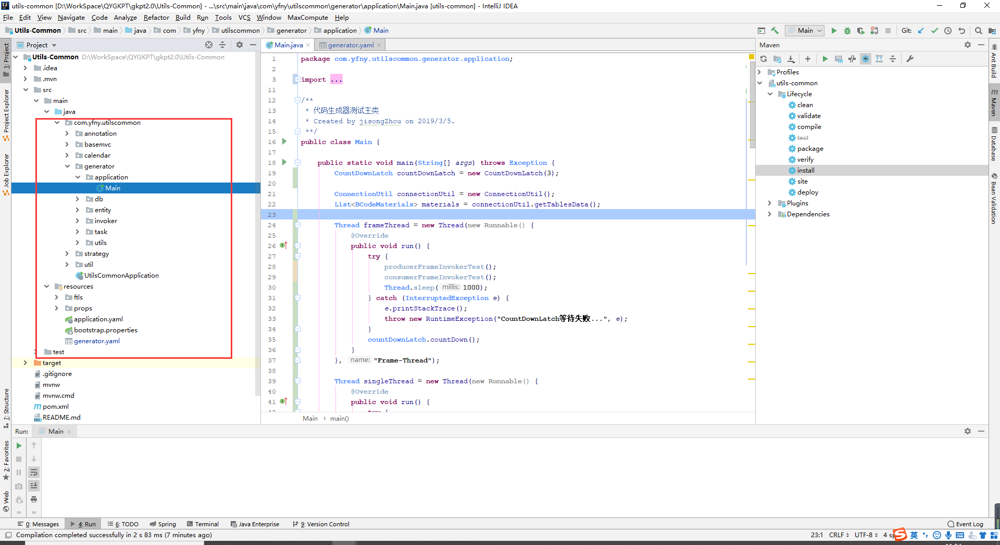 utils-common [D:\WorkSpace\QYGKPT\gkpt2.0\Utils-Common] - ...\src\main\java\com\yfny\utilscommon\generator\application\Main.java [utils-common] - IntelliJ IDEA
File Edit View Navigate Code Analyze Refactor Build Run Tools VCS Window MaxCompute Help
Utils-Common src main java com yfny utilscommon generator application Main
Main Git:
1: Project
Project Explorer
Job Explorer
7: Structure
2: Favorites
Web
Project
Utils-Common D:\WorkSpace\QYGKPT\gkpt2.0\Utils-Common
.idea
.mvn
src
main
java
com.yfny.utilscommon
annotation
basemvc
calendar
generator
application
Main
db
entity
invoker
task
utils
strategy
util
UtilsCommonApplication
resources
ftls
props
application.yaml
bootstrap.properties
generator.yaml
test
target
.gitignore
mvnw
mvnw.cmd
pom.xml
README.md
Main.java generator.yaml
1 package com.yfny.utilscommon.generator.application;
2
3 import ...
11
12 /**
13 * 代码生成器测试主类
14 * Created by jisongZhou on 2019/3/5.
15 **/
16 public class Main {
17
18 public static void main(String[] args) throws Exception {
19 CountDownLatch countDownLatch = new CountDownLatch(3);
20
21 ConnectionUtil connectionUtil = new ConnectionUtil();
22 List<BCodeMaterials> materials = connectionUtil.getTablesData();
23
24 Thread frameThread = new Thread(new Runnable() {
25 @Override
26 public void run() {
27 try {
28 producerFrameInvokerTest();
29 consumerFrameInvokerTest();
30 Thread.sleep( millis: 1000);
31 } catch (InterruptedException e) {
32 e.printStackTrace();
33 throw new RuntimeException("CountDownLatch等待失败...", e);
34 }
35 countDownLatch.countDown();
36 }
37 }, name: "Frame-Thread");
38
39 Thread singleThread = new Thread(new Runnable() {
40 @Override
41 public void run() {
Main › main()
Maven
Profiles
utils-common
Lifecycle
clean
validate
compile
test
package
verify
install
site
deploy
Plugins
Dependencies
Ant Build
Maven
Database
Bean Validation
Run: Main
0: Messages 4: Run 6: TODO Spring Terminal Java Enterprise 9: Version Control Event Log
Compilation completed successfully in 2 s 83 ms (7 minutes ago) 23:1 CRLF UTF-8 4 sp 英